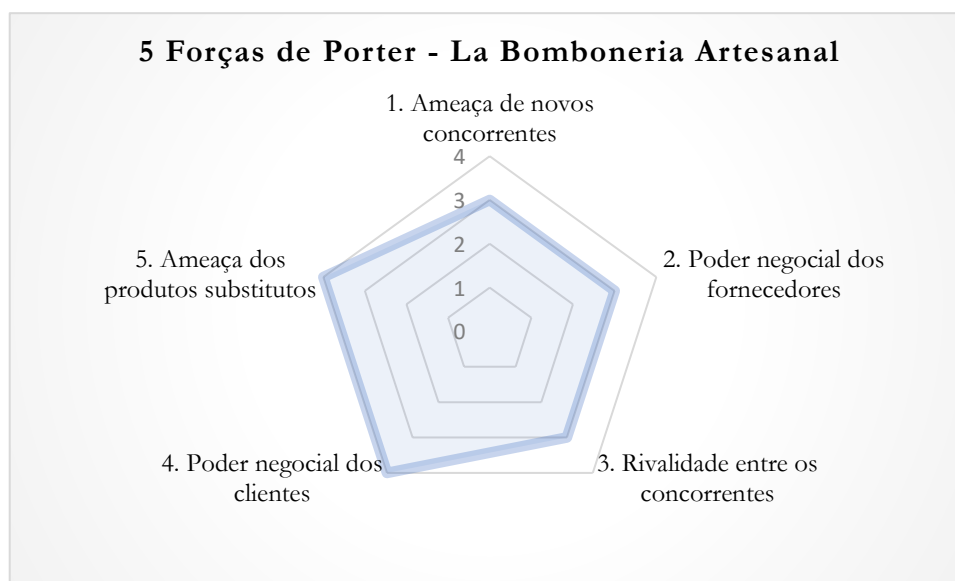 5 Forças de Porter - La Bomboneria Artesanal
1. Ameaça de novos
concorrentes
4
3
2
1
0
5. Ameaça dos
produtos substitutos
2. Poder negocial dos
fornecedores
4. Poder negocial dos
clientes
3. Rivalidade entre os
concorrentes